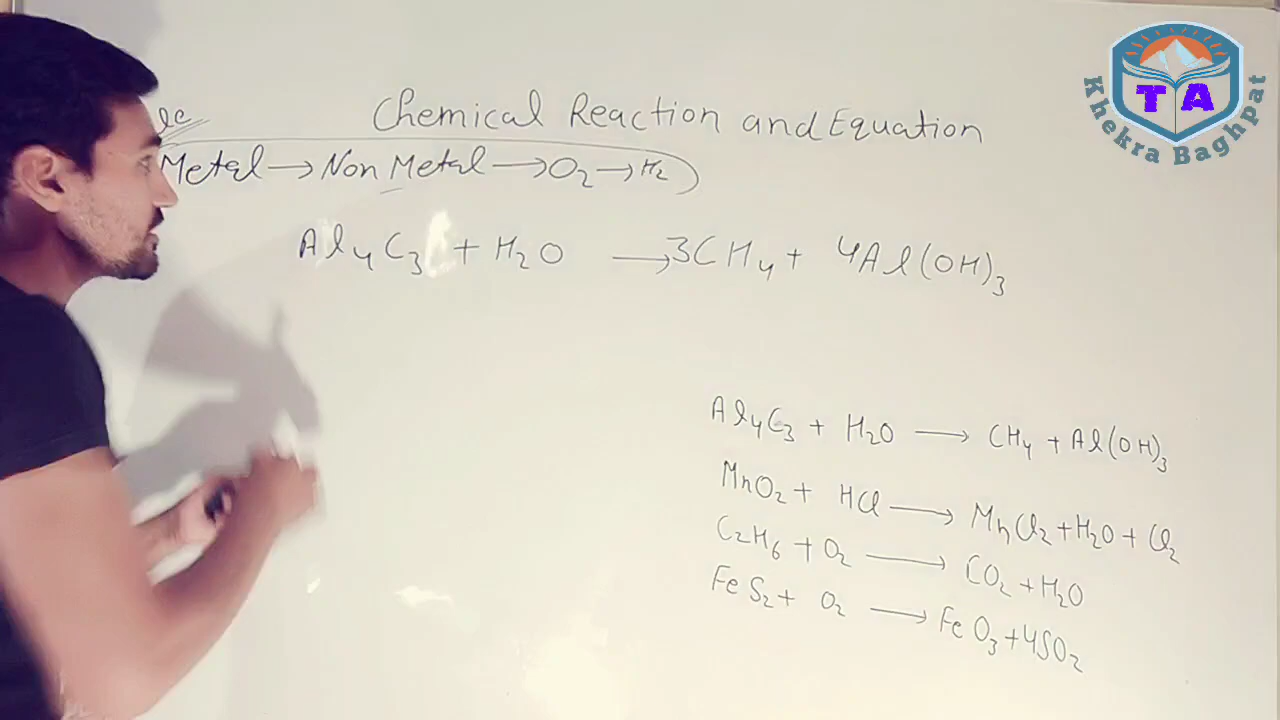 Chemical Reaction and Equation
Metal → Non Metal → O₂ → H₂)
Al₄C₃ + H₂O → 3CH₄ + 4Al(OH)₃
Al₄C₃ + H₂O → CH₄ + Al(OH)₃
MnO₂ + HCl → MnCl₂ + H₂O + Cl₂
C₂H₆ + O₂ → CO₂ + H₂O
FeS₂ + O₂ → FeO₃ + 4SO₂
TA
Khekra Baghpat